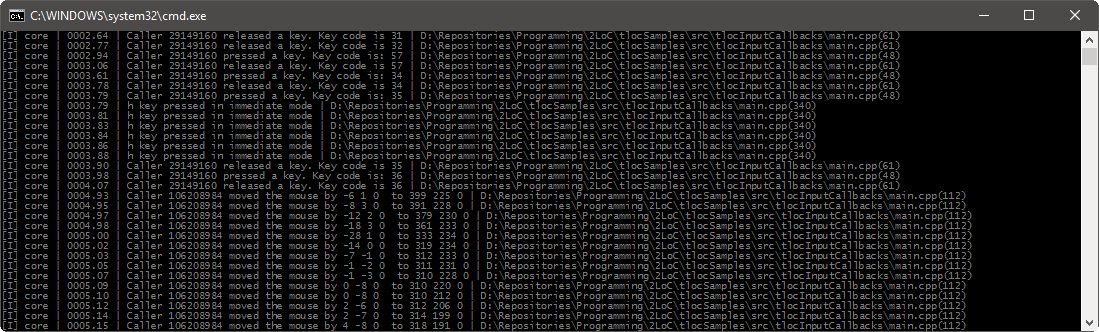 C:\WINDOWS\system32\cmd.exe
[I] core | 0002.64 | Caller 29149160 released a key. Key code is 31 | D:\Repositories\Programming\2LoC\tlocSamples\src\tlocInputCallbacks\main.cpp(61)
[I] core | 0002.77 | Caller 29149160 released a key. Key code is 32 | D:\Repositories\Programming\2LoC\tlocSamples\src\tlocInputCallbacks\main.cpp(61)
[I] core | 0002.94 | Caller 29149160 pressed a key. Key code is: 57 | D:\Repositories\Programming\2LoC\tlocSamples\src\tlocInputCallbacks\main.cpp(48)
[I] core | 0003.06 | Caller 29149160 released a key. Key code is 57 | D:\Repositories\Programming\2LoC\tlocSamples\src\tlocInputCallbacks\main.cpp(61)
[I] core | 0003.61 | Caller 29149160 pressed a key. Key code is: 34 | D:\Repositories\Programming\2LoC\tlocSamples\src\tlocInputCallbacks\main.cpp(48)
[I] core | 0003.78 | Caller 29149160 released a key. Key code is 34 | D:\Repositories\Programming\2LoC\tlocSamples\src\tlocInputCallbacks\main.cpp(61)
[I] core | 0003.79 | Caller 29149160 pressed a key. Key code is: 35 | D:\Repositories\Programming\2LoC\tlocSamples\src\tlocInputCallbacks\main.cpp(48)
[I] core | 0003.79 | h key pressed in immediate mode | D:\Repositories\Programming\2LoC\tlocSamples\src\tlocInputCallbacks\main.cpp(340)
[I] core | 0003.81 | h key pressed in immediate mode | D:\Repositories\Programming\2LoC\tlocSamples\src\tlocInputCallbacks\main.cpp(340)
[I] core | 0003.83 | h key pressed in immediate mode | D:\Repositories\Programming\2LoC\tlocSamples\src\tlocInputCallbacks\main.cpp(340)
[I] core | 0003.84 | h key pressed in immediate mode | D:\Repositories\Programming\2LoC\tlocSamples\src\tlocInputCallbacks\main.cpp(340)
[I] core | 0003.86 | h key pressed in immediate mode | D:\Repositories\Programming\2LoC\tlocSamples\src\tlocInputCallbacks\main.cpp(340)
[I] core | 0003.88 | h key pressed in immediate mode | D:\Repositories\Programming\2LoC\tlocSamples\src\tlocInputCallbacks\main.cpp(340)
[I] core | 0003.90 | Caller 29149160 released a key. Key code is 35 | D:\Repositories\Programming\2LoC\tlocSamples\src\tlocInputCallbacks\main.cpp(61)
[I] core | 0003.98 | Caller 29149160 pressed a key. Key code is: 36 | D:\Repositories\Programming\2LoC\tlocSamples\src\tlocInputCallbacks\main.cpp(48)
[I] core | 0004.07 | Caller 29149160 released a key. Key code is 36 | D:\Repositories\Programming\2LoC\tlocSamples\src\tlocInputCallbacks\main.cpp(61)
[I] core | 0004.93 | Caller 106208984 moved the mouse by -6 1 0  to 399 225 0 | D:\Repositories\Programming\2LoC\tlocSamples\src\tlocInputCallbacks\main.cpp(112)
[I] core | 0004.95 | Caller 106208984 moved the mouse by -8 3 0  to 391 228 0 | D:\Repositories\Programming\2LoC\tlocSamples\src\tlocInputCallbacks\main.cpp(112)
[I] core | 0004.97 | Caller 106208984 moved the mouse by -12 2 0  to 379 230 0 | D:\Repositories\Programming\2LoC\tlocSamples\src\tlocInputCallbacks\main.cpp(112)
[I] core | 0004.98 | Caller 106208984 moved the mouse by -18 3 0  to 361 233 0 | D:\Repositories\Programming\2LoC\tlocSamples\src\tlocInputCallbacks\main.cpp(112)
[I] core | 0005.00 | Caller 106208984 moved the mouse by -28 1 0  to 333 234 0 | D:\Repositories\Programming\2LoC\tlocSamples\src\tlocInputCallbacks\main.cpp(112)
[I] core | 0005.02 | Caller 106208984 moved the mouse by -14 0 0  to 319 234 0 | D:\Repositories\Programming\2LoC\tlocSamples\src\tlocInputCallbacks\main.cpp(112)
[I] core | 0005.03 | Caller 106208984 moved the mouse by -7 -1 0  to 312 233 0 | D:\Repositories\Programming\2LoC\tlocSamples\src\tlocInputCallbacks\main.cpp(112)
[I] core | 0005.05 | Caller 106208984 moved the mouse by -1 -2 0  to 311 231 0 | D:\Repositories\Programming\2LoC\tlocSamples\src\tlocInputCallbacks\main.cpp(112)
[I] core | 0005.07 | Caller 106208984 moved the mouse by -1 -3 0  to 310 228 0 | D:\Repositories\Programming\2LoC\tlocSamples\src\tlocInputCallbacks\main.cpp(112)
[I] core | 0005.09 | Caller 106208984 moved the mouse by 0 -8 0  to 310 220 0 | D:\Repositories\Programming\2LoC\tlocSamples\src\tlocInputCallbacks\main.cpp(112)
[I] core | 0005.10 | Caller 106208984 moved the mouse by 0 -8 0  to 310 212 0 | D:\Repositories\Programming\2LoC\tlocSamples\src\tlocInputCallbacks\main.cpp(112)
[I] core | 0005.12 | Caller 106208984 moved the mouse by 2 -6 0  to 312 206 0 | D:\Repositories\Programming\2LoC\tlocSamples\src\tlocInputCallbacks\main.cpp(112)
[I] core | 0005.14 | Caller 106208984 moved the mouse by 2 -7 0  to 314 199 0 | D:\Repositories\Programming\2LoC\tlocSamples\src\tlocInputCallbacks\main.cpp(112)
[I] core | 0005.15 | Caller 106208984 moved the mouse by 4 -8 0  to 318 191 0 | D:\Repositories\Programming\2LoC\tlocSamples\src\tlocInputCallbacks\main.cpp(112)